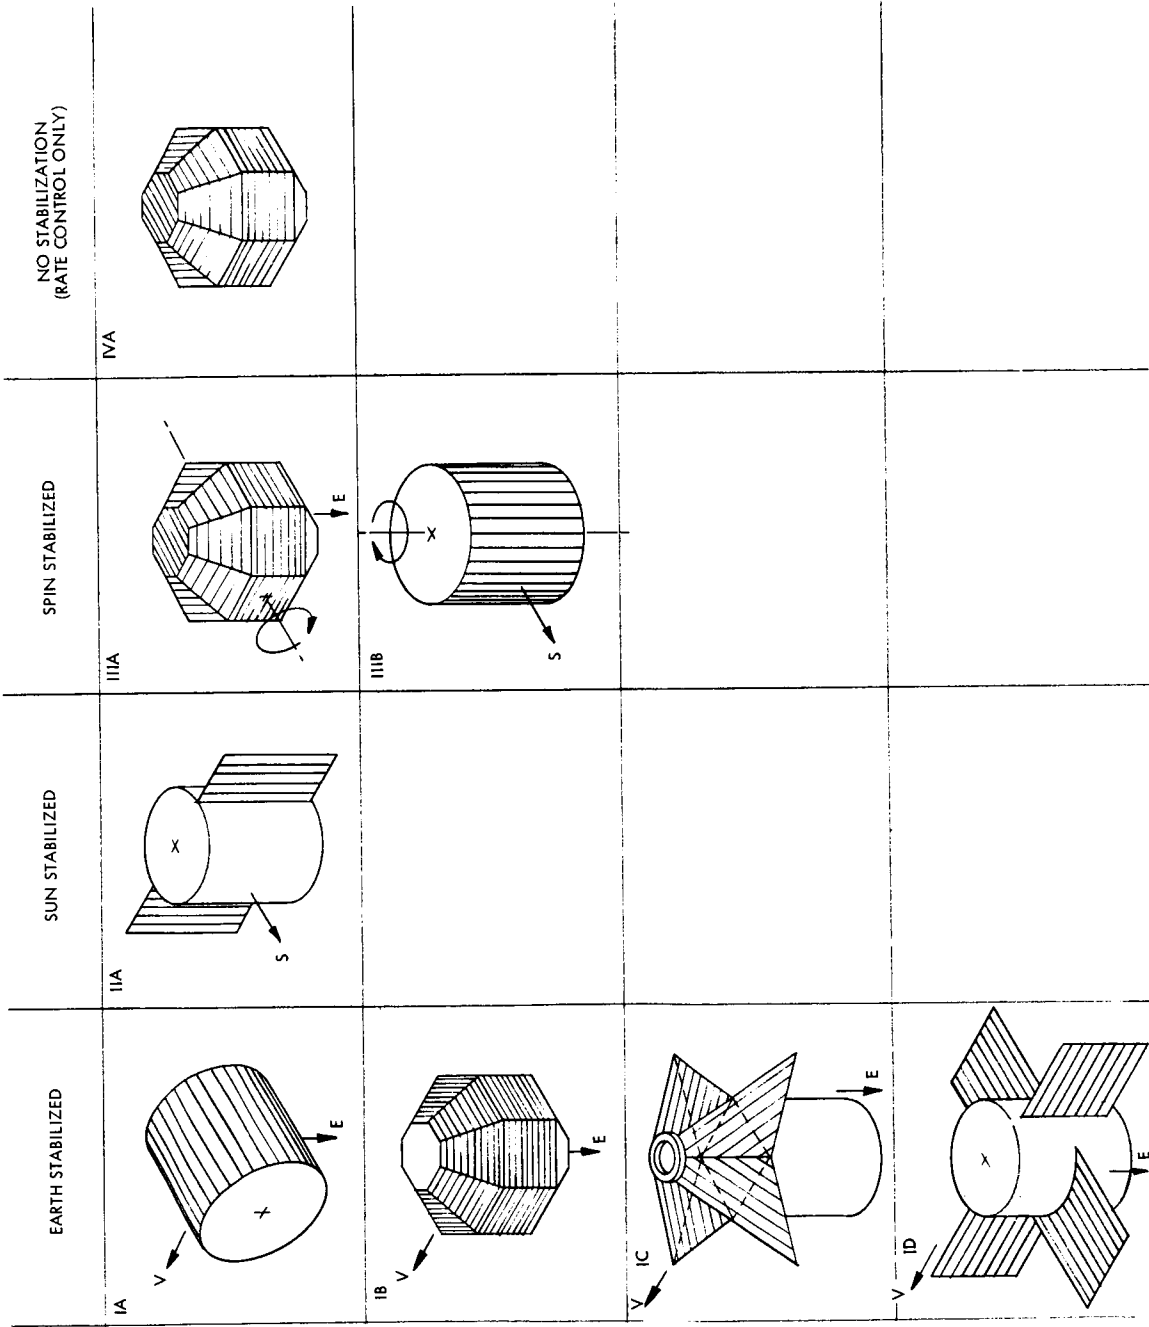 EARTH STABILIZED
SUN STABILIZED
SPIN STABILIZED
NO STABILIZATION
(RATE CONTROL ONLY)
IA
V
E
IIA
S
IIIA
E
IVA
IB
V
E
IIIB
S
IC
V
E
ID
V
E